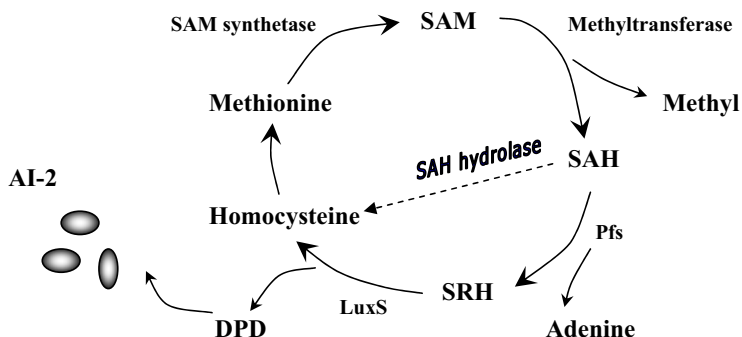 SAM synthetase
SAM
Methyltransferase
Methionine
Methyl
SAH hydrolase
SAH
AI-2
Homocysteine
Pfs
SRH
LuxS
DPD
Adenine